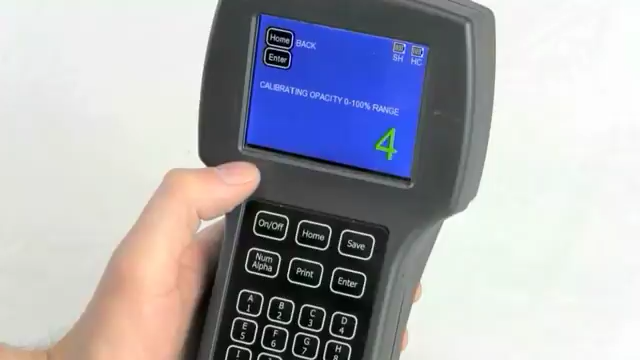 Home BACK
Enter
SH HC
CALIBRATING OPACITY 0-100% RANGE
4
On/Off Home Save
Num Alpha Print Enter
A 1 B 2 C 3 D 4
E 5 F 6 G 7 H 8